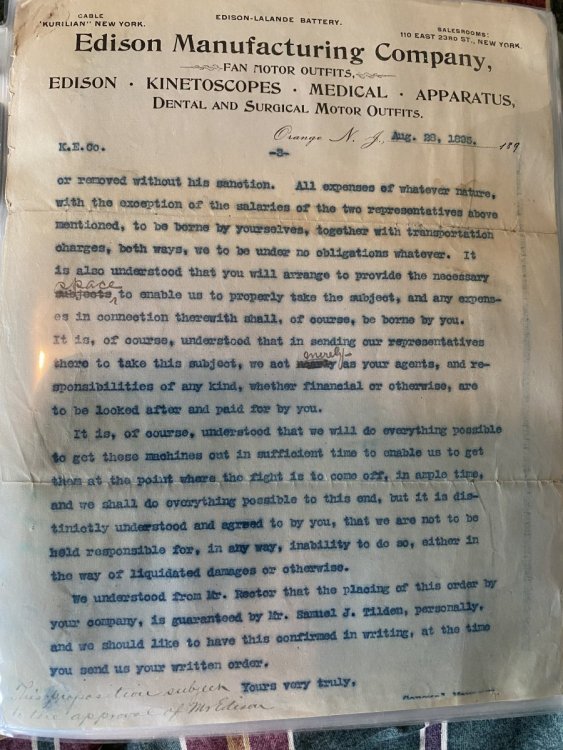 CABLE
"KURILIAN" NEW YORK.
EDISON-LALANDE BATTERY.
SALESROOMS:
110 EAST 23RD ST., NEW YORK.
Edison Manufacturing Company,
FAN MOTOR OUTFITS,
EDISON · KINETOSCOPES · MEDICAL · APPARATUS,
DENTAL AND SURGICAL MOTOR OUTFITS.
Orange N. J., Aug. 28, 1895. 189
K.E.Co.
-3-
or removed without his sanction. All expenses of whatever nature,
with the exception of the salaries of the two representatives above
mentioned, to be borne by yourselves, together with transportation
charges, both ways, we to be under no obligations whatever. It
is also understood that you will arrange to provide the necessary
space
subjects, to enable us to properly take the subject, and any expens-
es in connection therewith shall, of course, be borne by you.
It is, of course, understood that in sending our representatives
merely
there to take this subject, we act as your agents, and re-
sponsibilities of any kind, whether financial or otherwise, are
to be looked after and paid for by you.
It is, of course, understood that we will do everything possible
to get these machines out in sufficient time to enable us to get
them at the point where the fight is to come off, in ample time,
and we shall do everything possible to this end, but it is dis-
tinictly understood and agreed to by you, that we are not to be
held responsible for, in any way, inability to do so, either in
the way of liquidated damages or otherwise.
We understood from Mr. Rector that the placing of this order by
your company, is guaranteed by Mr. Samuel J. Tilden, personally,
and we should like to have this confirmed in writing, at the time
you send us your written order.
Yours very truly,
This proposition subject
to the approval of Mr Edison